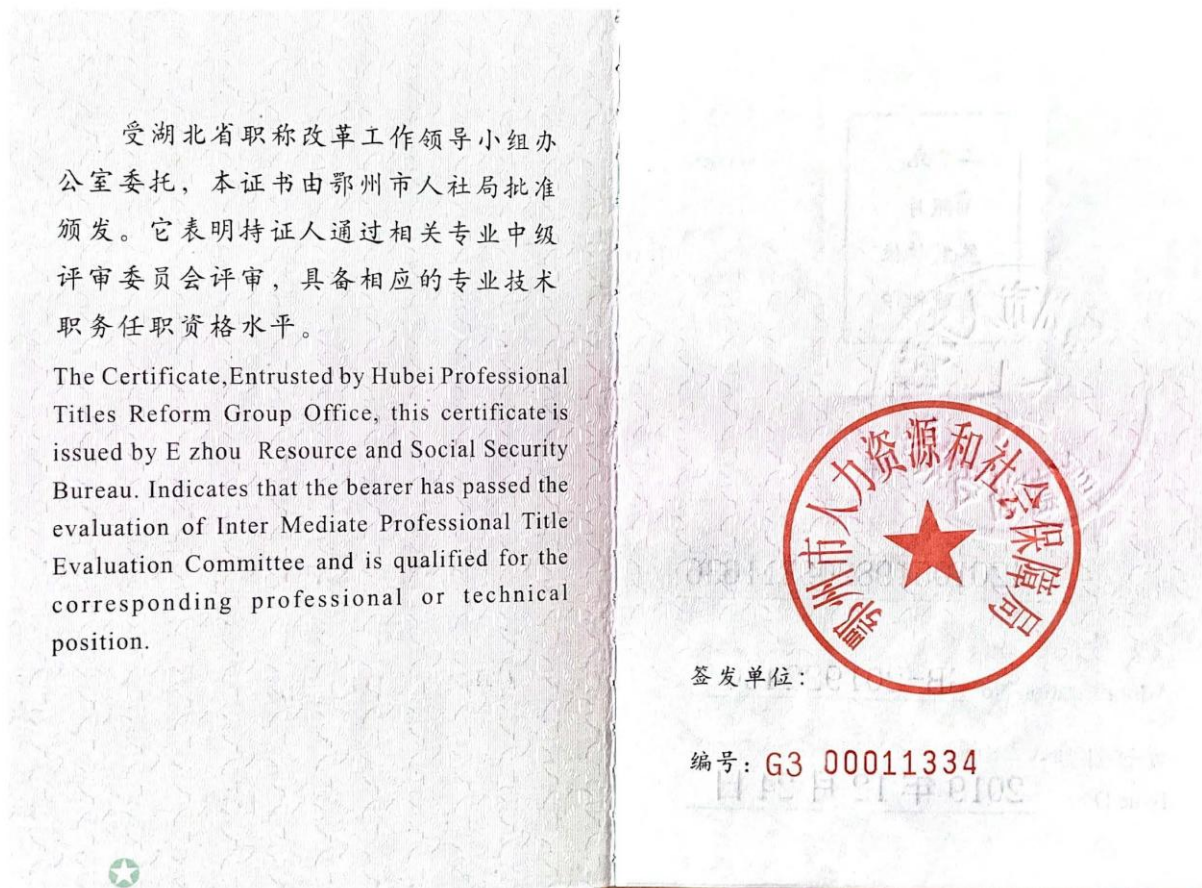 受湖北省职称改革工作领导小组办
公室委托，本证书由鄂州市人社局批准
颁发。它表明持证人通过相关专业中级
评审委员会评审，具备相应的专业技术
职务任职资格水平。
The Certificate,Entrusted by Hubei Professional
Titles Reform Group Office, this certificate is
issued by E zhou Resource and Social Security
Bureau. Indicates that the bearer has passed the
evaluation of Inter Mediate Professional Title
Evaluation Committee and is qualified for the
corresponding professional or technical
position.
鄂州市人力资源和社会保障局
签发单位：
编号：G3 00011334
2019 年 12 月 24 日